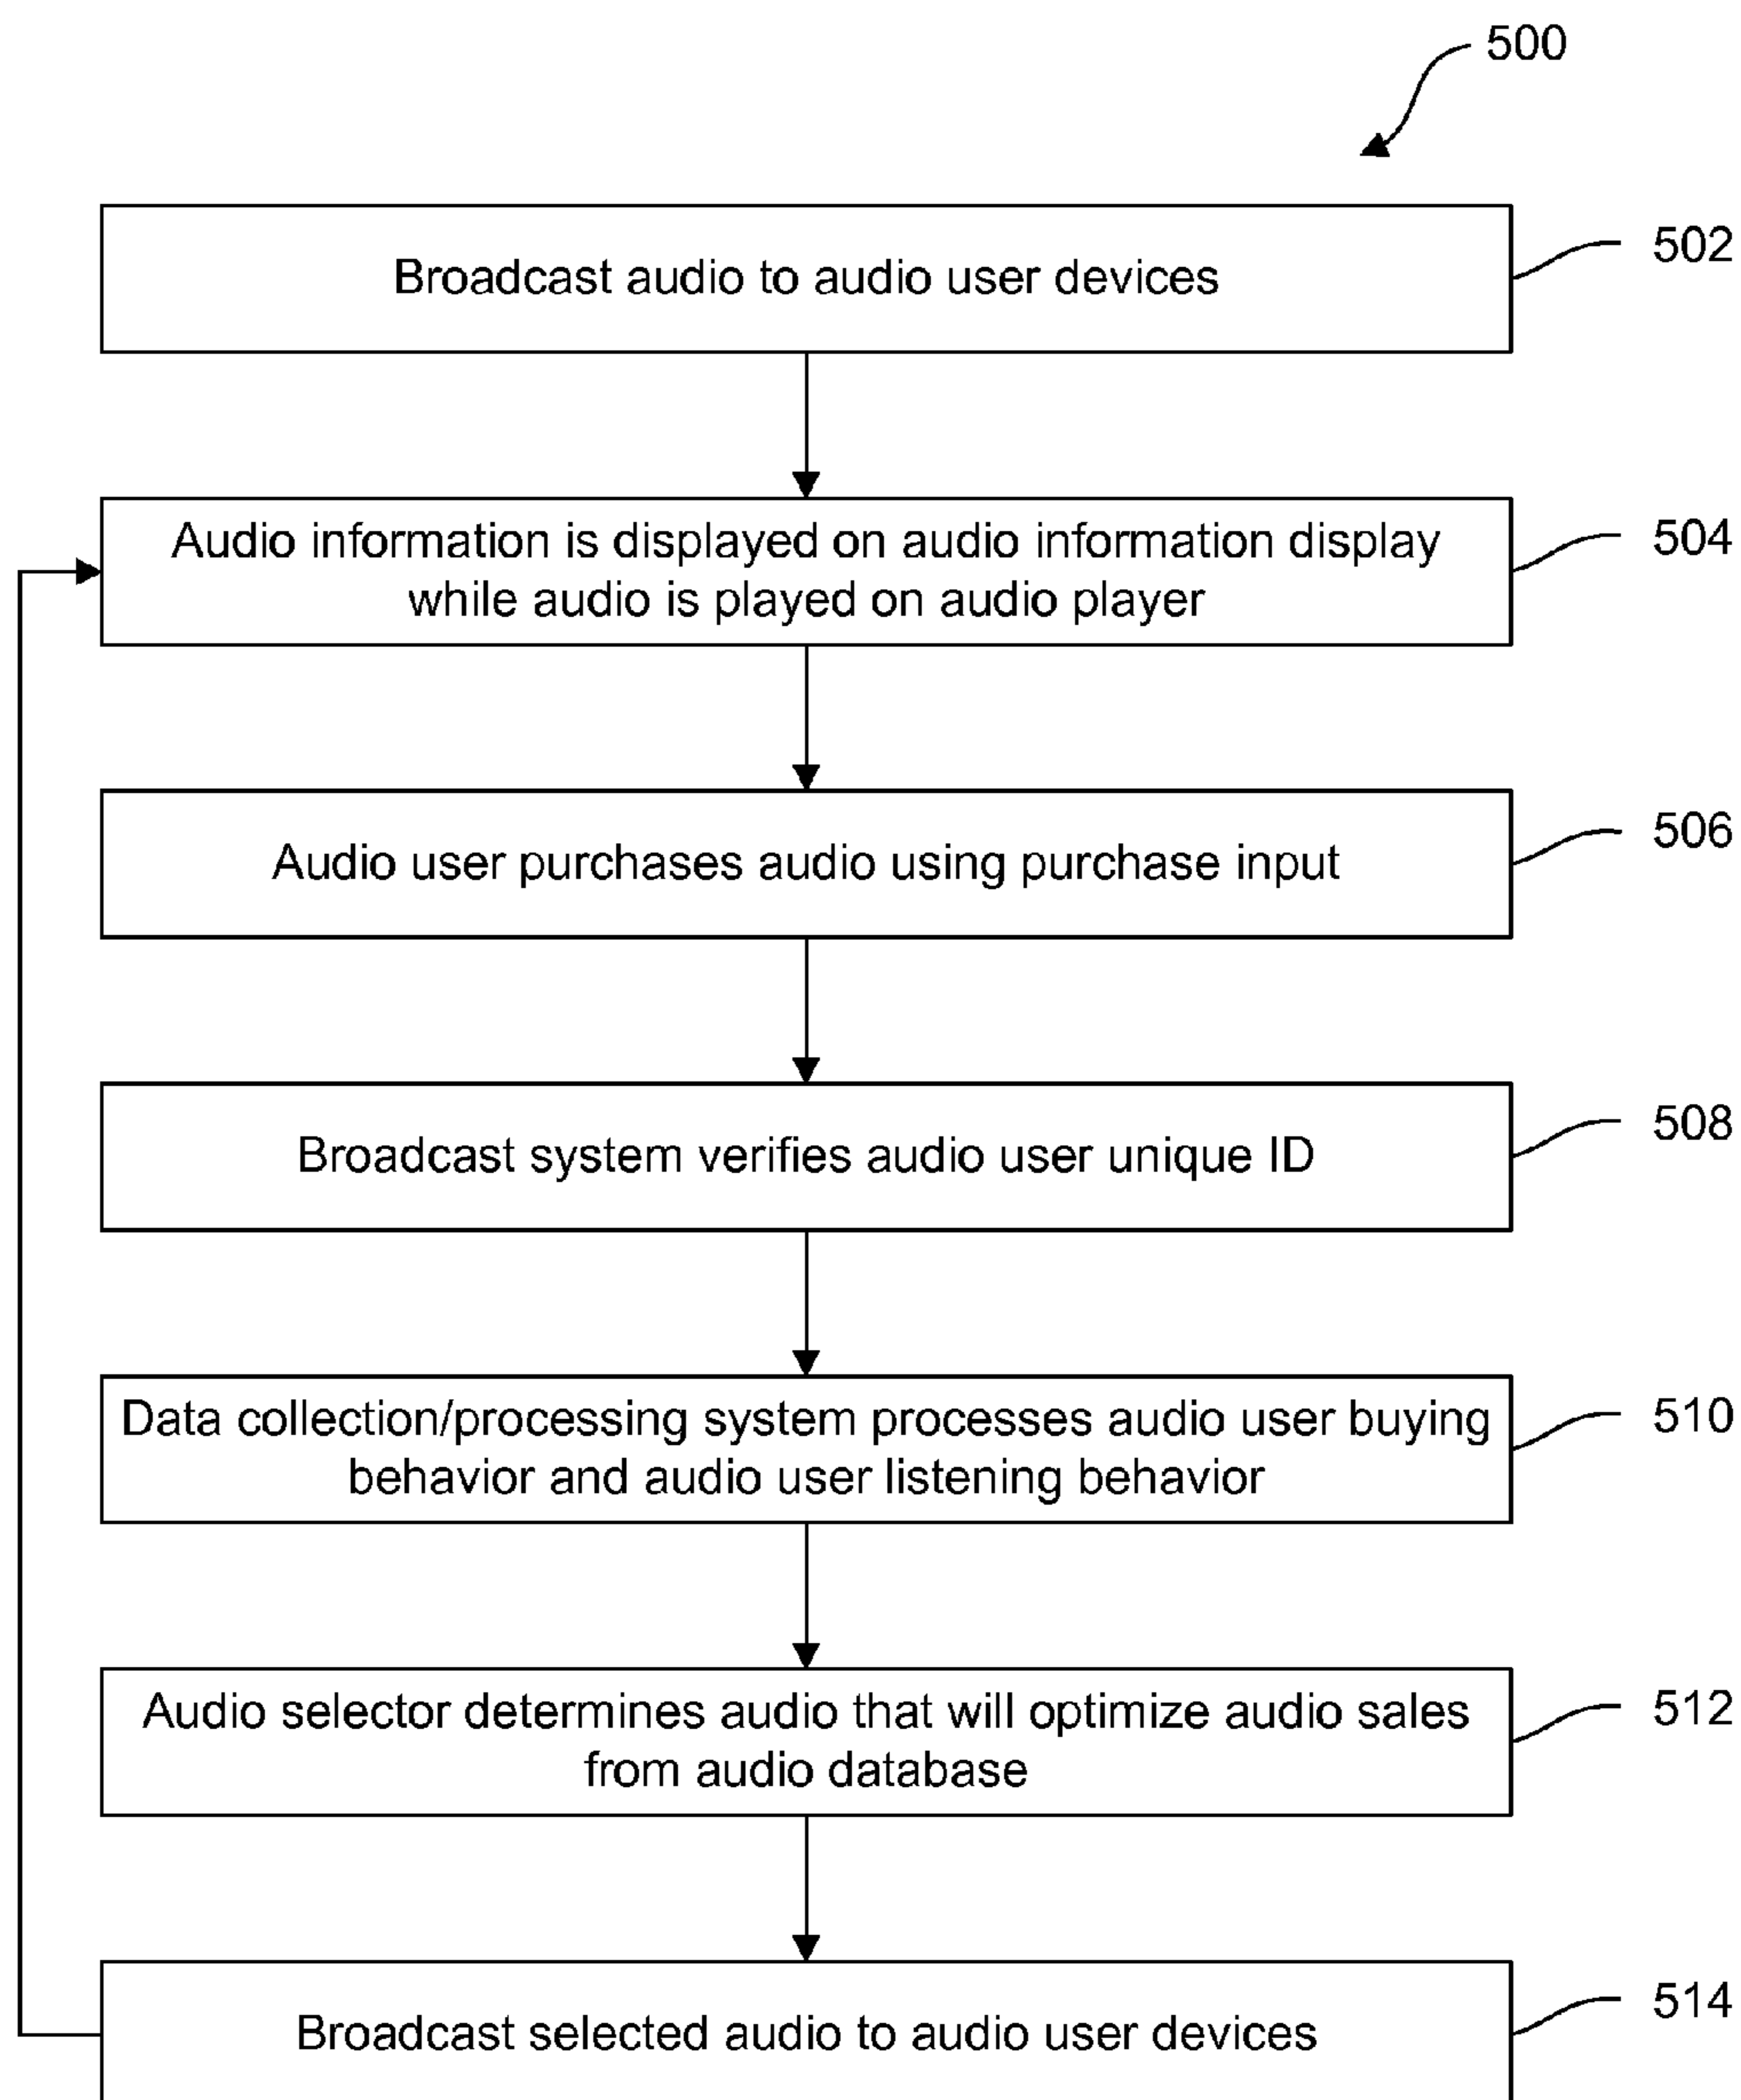 500
Broadcast audio to audio user devices
502
Audio information is displayed on audio information display
while audio is played on audio player
504
Audio user purchases audio using purchase input
506
Broadcast system verifies audio user unique ID
508
Data collection/processing system processes audio user buying
behavior and audio user listening behavior
510
Audio selector determines audio that will optimize audio sales
from audio database
512
Broadcast selected audio to audio user devices
514